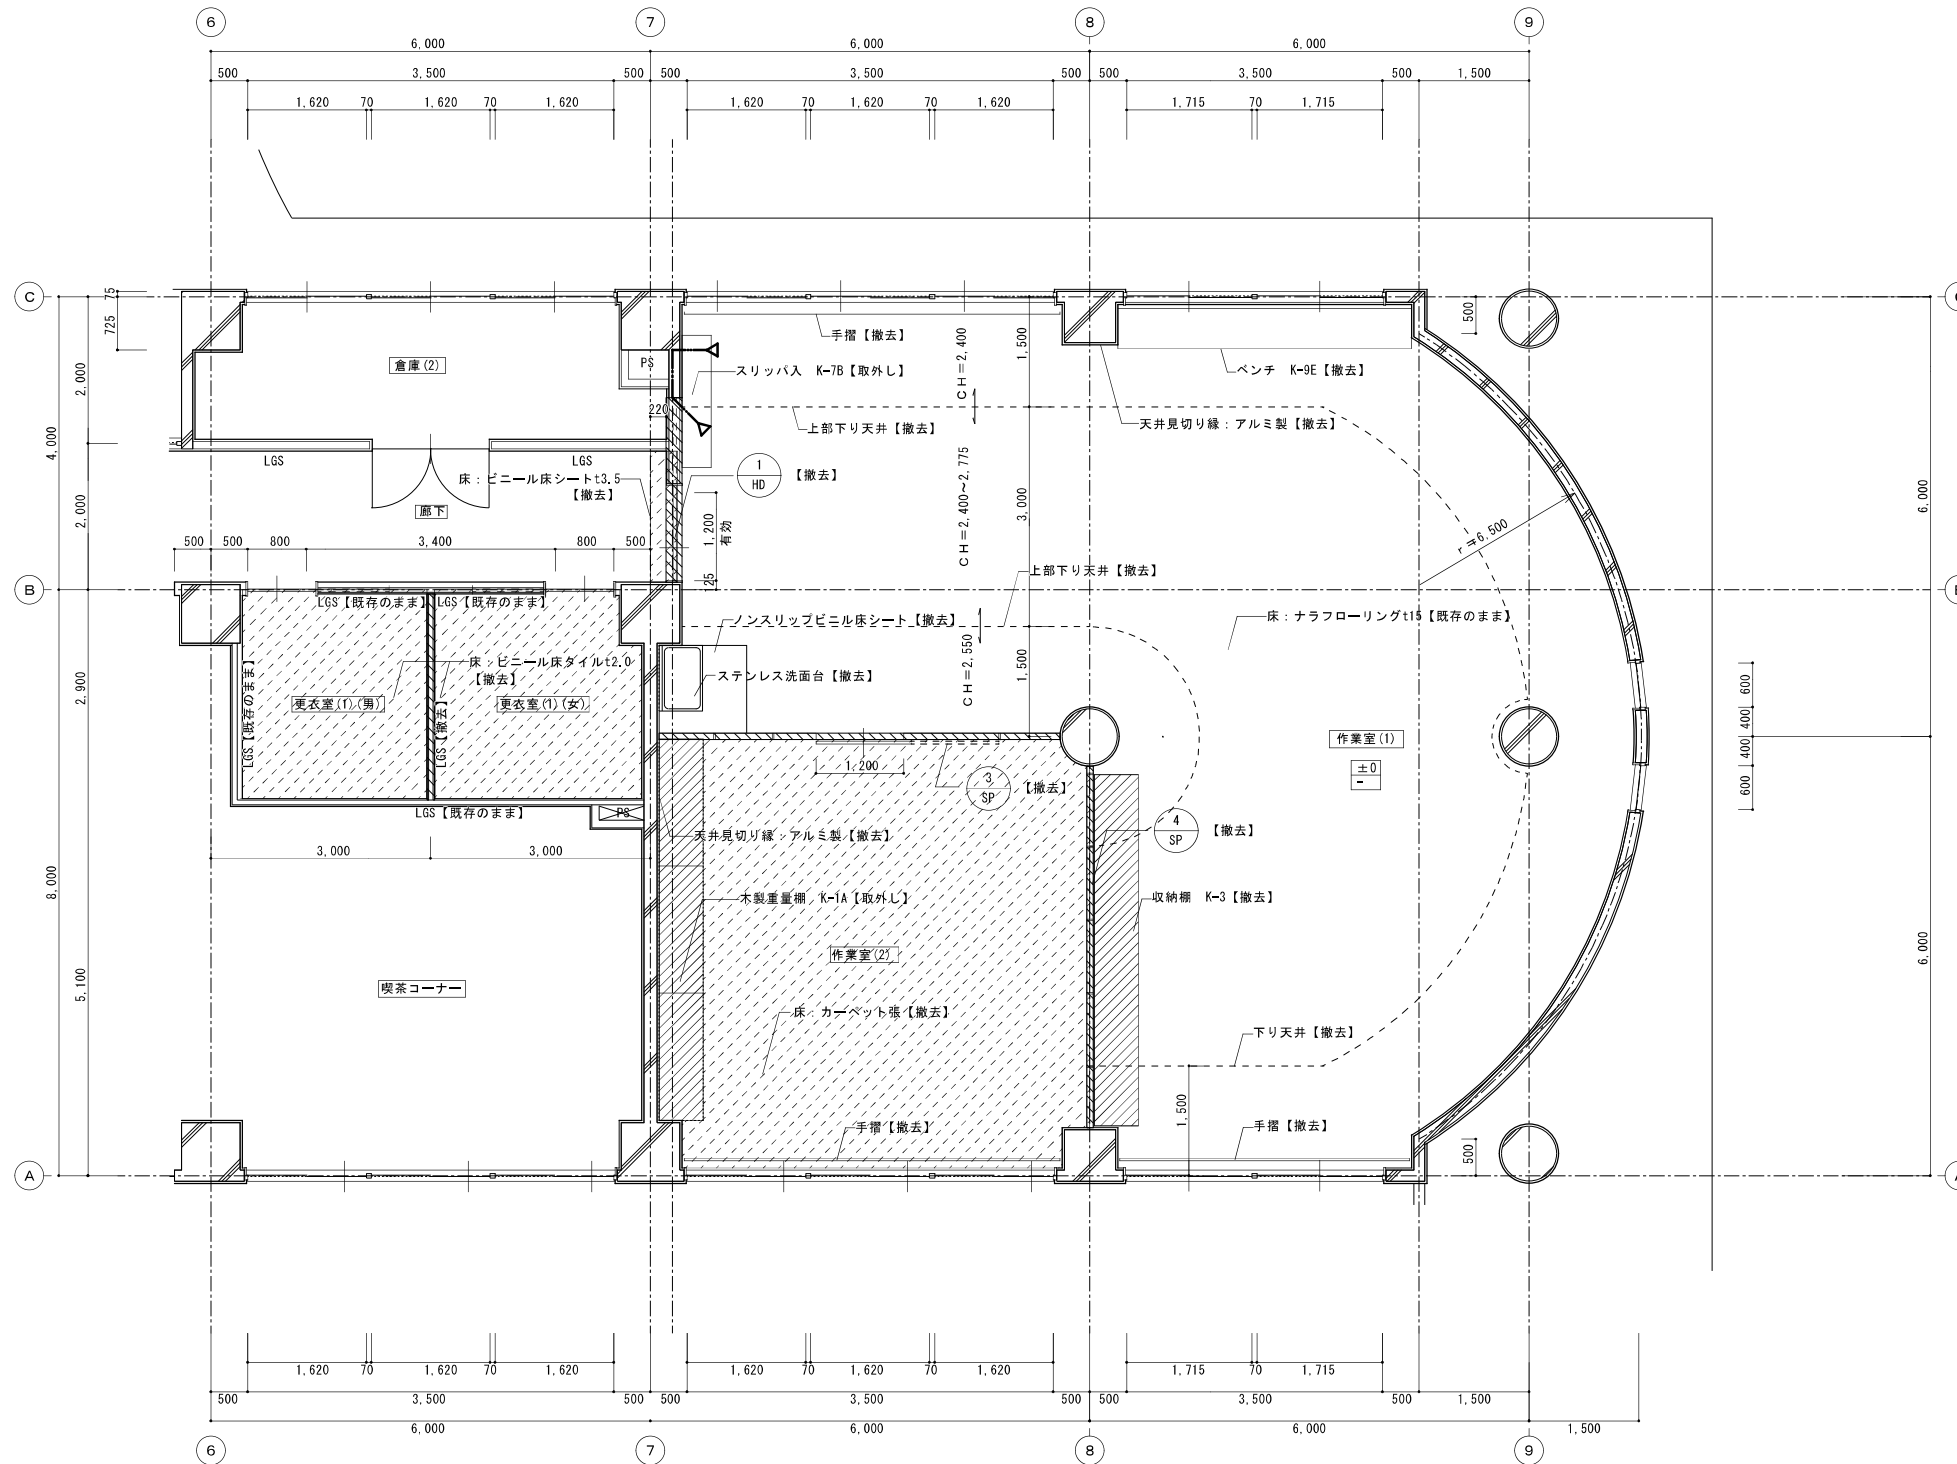 6 7 8 9
6,000 6,000 6,000
500 3,500 500 500 3,500 500 500 3,500 500 1,500
1,620 70 1,620 70 1,620 1,620 70 1,620 70 1,620 1,715 70 1,715
C
75
725
500
1,500
CH=2,400
手摺【撤去】
倉庫(2)
PS
スリッパ入 K-7B【取外し】
ベンチ K-9E【撤去】
2,000
220
上部下り天井【撤去】
天井見切り縁：アルミ製【撤去】
4,000
LGS LGS
床：ビニール床シートt3.5
【撤去】
1
HD
【撤去】
CH=2,400~2,775
3,000
6,000
廊下
2,000
1,200
有効
r=6,500
500 500 800 3,400 800 500
125
上部下り天井【撤去】
B
LGS【既存のまま】 LGS【既存のまま】
ノンスリップビニル床シート【撤去】
床：ナラフローリングt15【既存のまま】
CH=2,550
1,500
床：ビニール床タイルt2.0
【撤去】
ステンレス洗面台【撤去】
2,900
更衣室(1)(男)
更衣室(1)(女)
LGS【既存のまま】
LGS【撤去】
600
400
400
600
作業室(1)
±0
-
1,200
3
SP
【撤去】
LGS【既存のまま】
PS
天井見切り縁：アルミ製【撤去】
4
SP
【撤去】
3,000 3,000
8,000
木製重量棚 K-1A【取外し】
収納棚 K-3【撤去】
作業室(2)
6,000
5,100
喫茶コーナー
床：カーペット張【撤去】
下り天井【撤去】
1,500
手摺【撤去】
手摺【撤去】
500
A
1,620 70 1,620 70 1,620 1,620 70 1,620 70 1,620 1,715 70 1,715
500 3,500 500 500 3,500 500 500 3,500 500 1,500
6,000 6,000 6,000 1,500
6 7 8 9